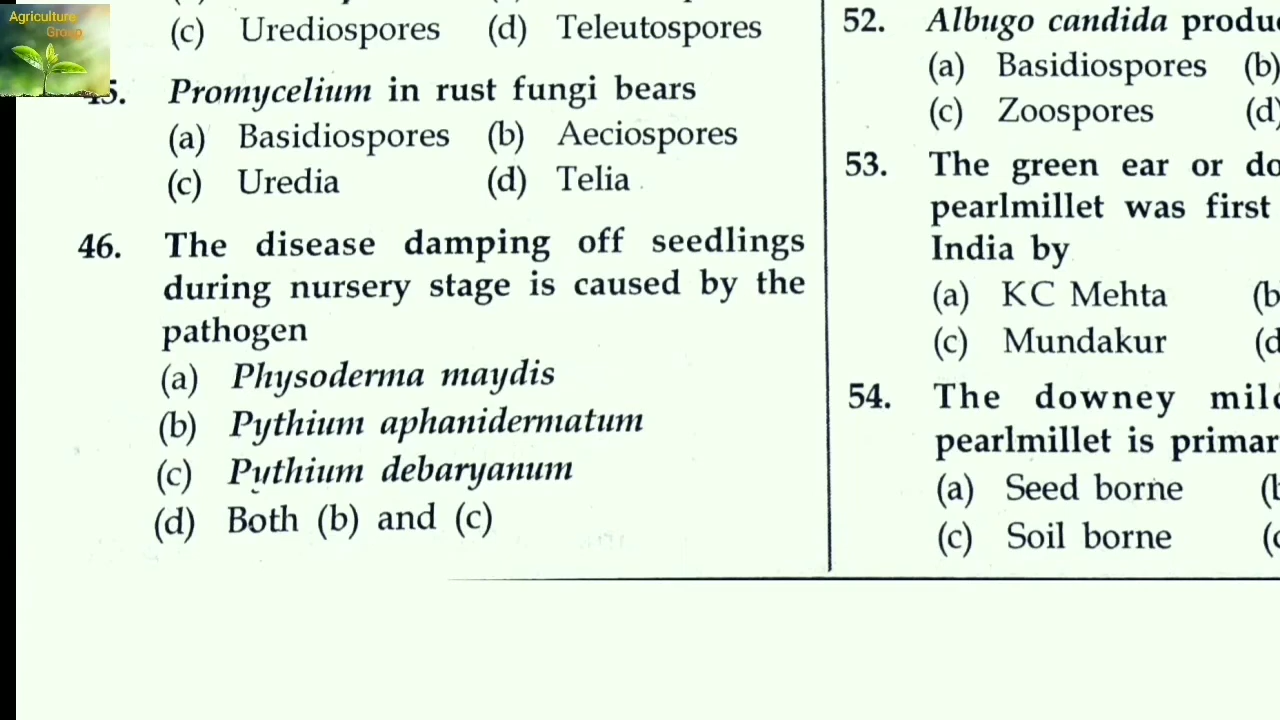 Agriculture
Group
(c) Urediospores (d) Teleutospores
45. Promycelium in rust fungi bears
(a) Basidiospores (b) Aeciospores
(c) Uredia (d) Telia
46. The disease damping off seedlings
during nursery stage is caused by the
pathogen
(a) Physoderma maydis
(b) Pythium aphanidermatum
(c) Pythium debaryanum
(d) Both (b) and (c)
52. Albugo candida produ
(a) Basidiospores (b)
(c) Zoospores (d)
53. The green ear or do
pearlmillet was first
India by
(a) KC Mehta (b
(c) Mundakur (d
54. The downey mild
pearlmillet is primar
(a) Seed borne (b
(c) Soil borne